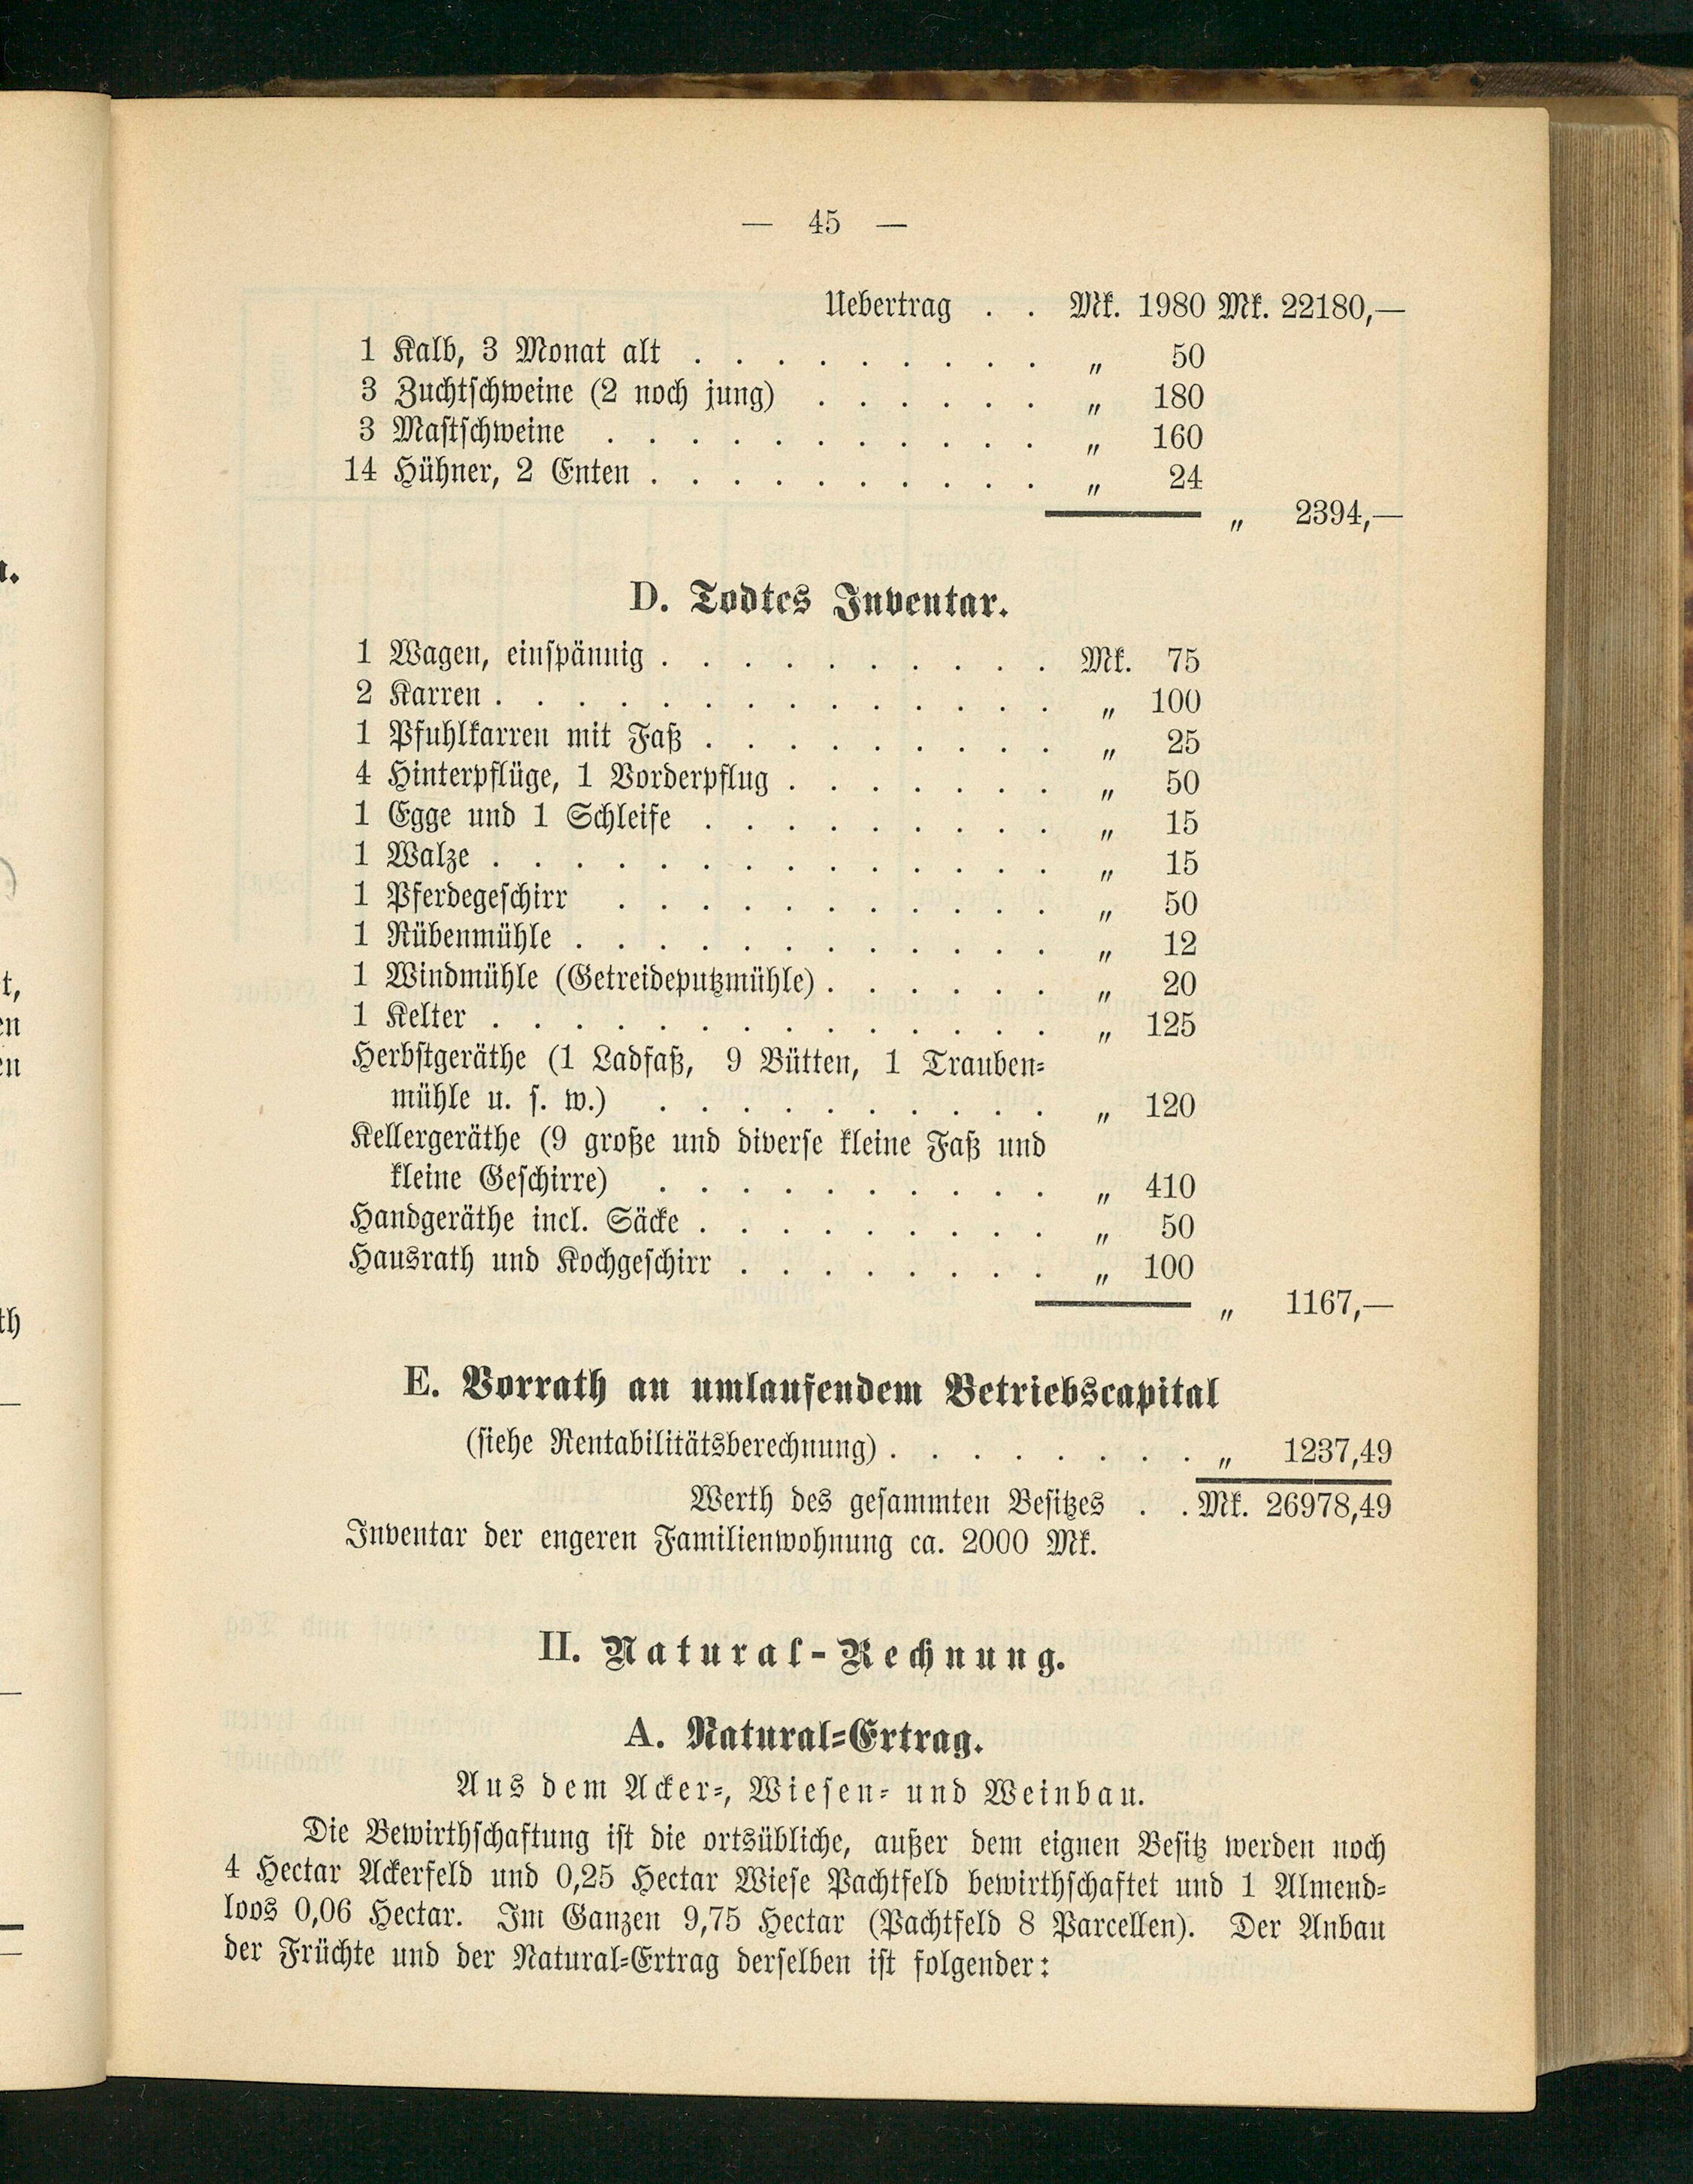 — 45 —
Uebertrag . . Mk. 1980 Mk. 22180,—
1 Kalb, 3 Monat alt . . . . . . . . . „ 50
3 Zuchtschweine (2 noch jung) . . . . . . „ 180
3 Mastschweine . . . . . . . . . . . „ 160
14 Hühner, 2 Enten . . . . . . . . . . „ 24
„ 2394,—
D. Todtes Inventar.
1 Wagen, einspännig . . . . . . . . . . Mk. 75
2 Karren . . . . . . . . . . . . . . „ 100
1 Pfuhlkarren mit Faß . . . . . . . . . „ 25
4 Hinterpflüge, 1 Vorderpflug . . . . . . . „ 50
1 Egge und 1 Schleife . . . . . . . . . „ 15
1 Walze . . . . . . . . . . . . . . „ 15
1 Pferdegeschirr . . . . . . . . . . . „ 50
1 Rübenmühle . . . . . . . . . . . . „ 12
1 Windmühle (Getreideputzmühle) . . . . . . „ 20
1 Kelter . . . . . . . . . . . . . . „ 125
Herbstgeräthe (1 Ladfaß, 9 Bütten, 1 Trauben-
mühle u. s. w.) . . . . . . . . . . „ 120
Kellergeräthe (9 große und diverse kleine Faß und
kleine Geschirre) . . . . . . . . . . „ 410
Handgeräthe incl. Säcke . . . . . . . . . „ 50
Hausrath und Kochgeschirr . . . . . . . . „ 100
„ 1167,—
E. Vorrath an umlaufendem Betriebscapital
(siehe Rentabilitätsberechnung) . . . . . . . . „ 1237,49
Werth des gesammten Besitzes . . Mk. 26978,49
Inventar der engeren Familienwohnung ca. 2000 Mk.
II. Natural-Rechnung.
A. Natural-Ertrag.
Aus dem Acker-, Wiesen- und Weinbau.
Die Bewirthschaftung ist die ortsübliche, außer dem eignen Besitz werden noch
4 Hectar Ackerfeld und 0,25 Hectar Wiese Pachtfeld bewirthschaftet und 1 Almend-
loos 0,06 Hectar. Im Ganzen 9,75 Hectar (Pachtfeld 8 Parcellen). Der Anbau
der Früchte und der Natural-Ertrag derselben ist folgender: